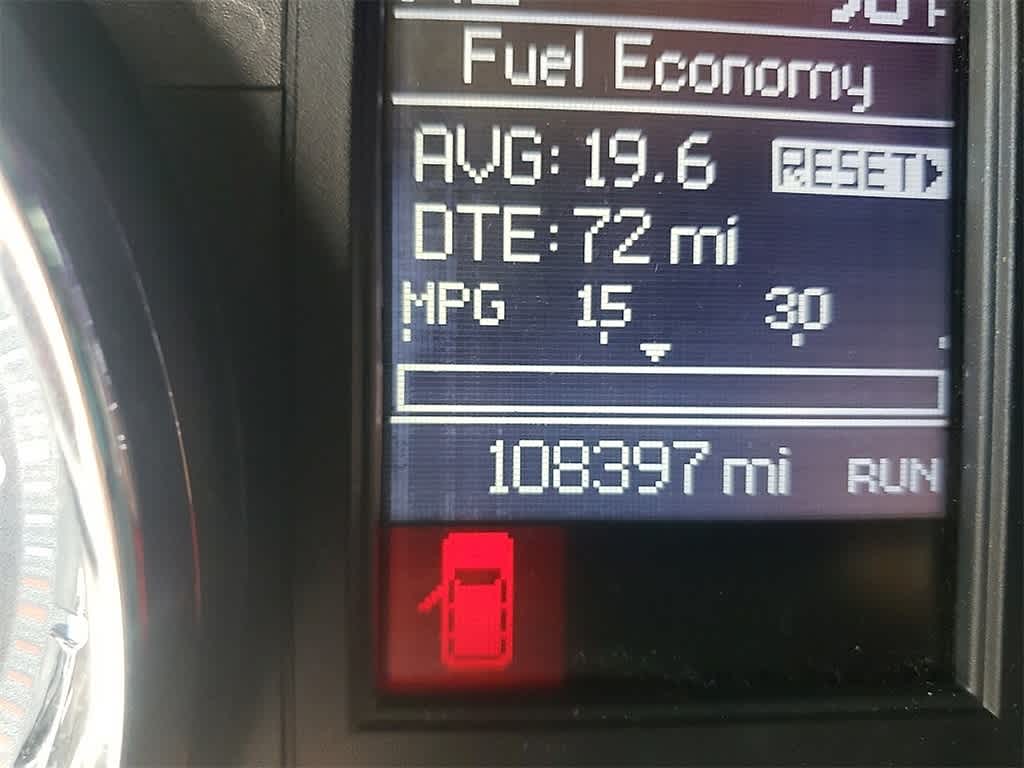 Fuel Economy
AVG: 19.6 RESET
DTE: 72 mi
MPG 15 30
108397 mi RUN